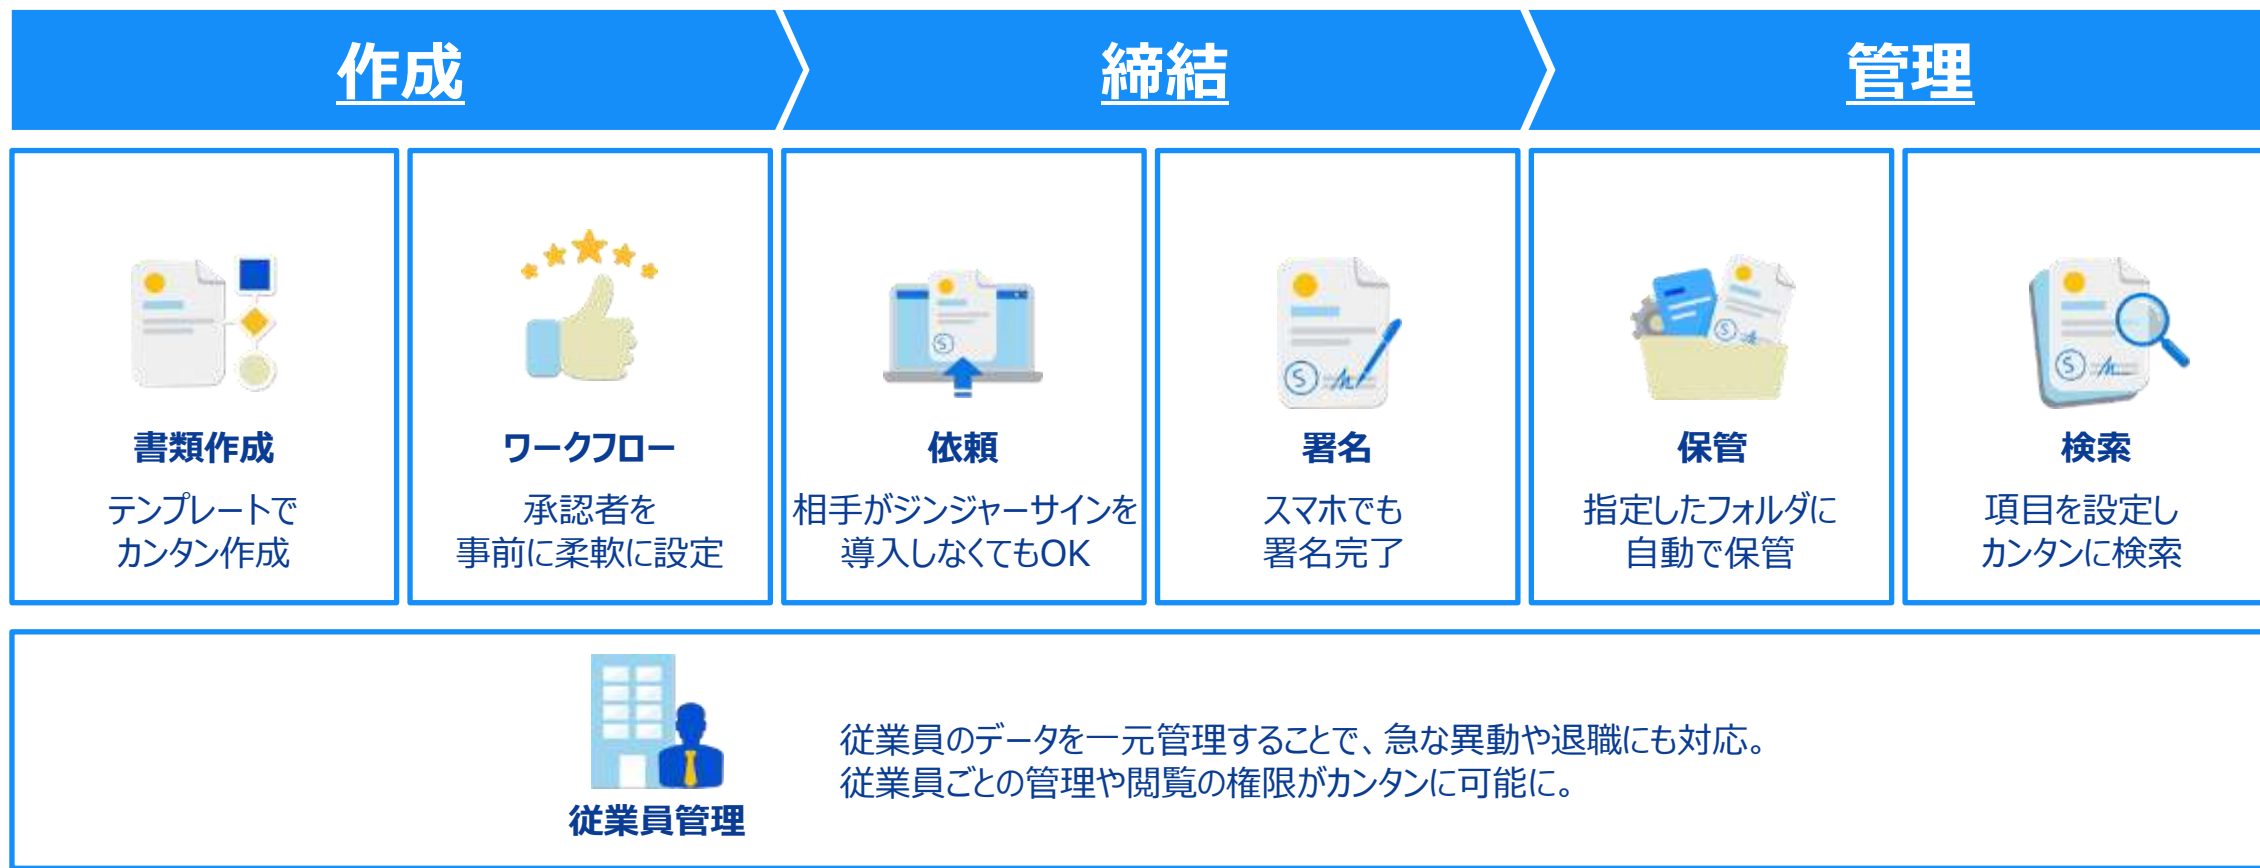 作成
締結
管理
書類作成
テンプレートで
カンタン作成
ワークフロー
承認者を
事前に柔軟に設定
依頼
相手がジンジャーサインを
導入しなくてもOK
署名
スマホでも
署名完了
保管
指定したフォルダに
自動で保管
検索
項目を設定し
カンタンに検索
従業員管理
従業員のデータを一元管理することで、急な異動や退職にも対応。
従業員ごとの管理や閲覧の権限がカンタンに可能に。